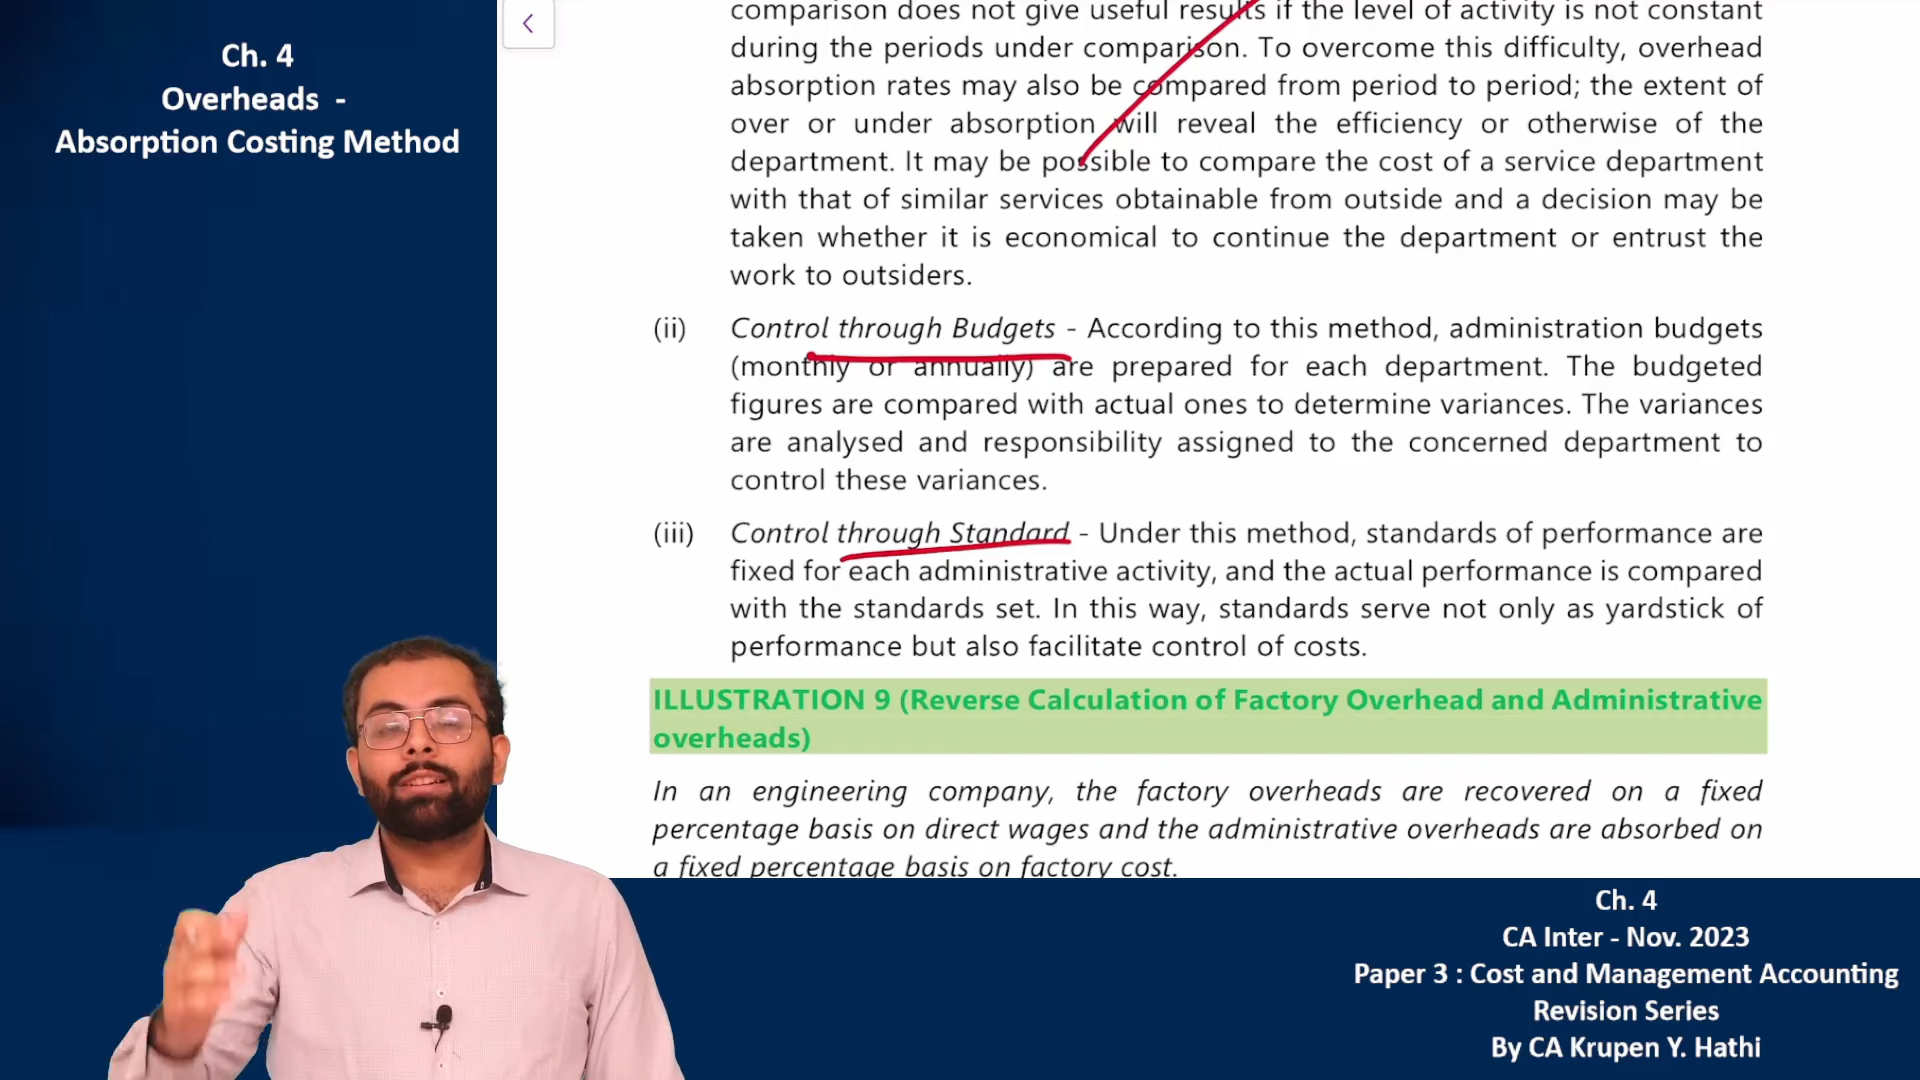 Ch. 4
Overheads -
Absorption Costing Method
comparison does not give useful results if the level of activity is not constant
during the periods under comparison. To overcome this difficulty, overhead
absorption rates may also be compared from period to period; the extent of
over or under absorption will reveal the efficiency or otherwise of the
department. It may be possible to compare the cost of a service department
with that of similar services obtainable from outside and a decision may be
taken whether it is economical to continue the department or entrust the
work to outsiders.
(ii) Control through Budgets - According to this method, administration budgets
(monthly or annually) are prepared for each department. The budgeted
figures are compared with actual ones to determine variances. The variances
are analysed and responsibility assigned to the concerned department to
control these variances.
(iii) Control through Standard - Under this method, standards of performance are
fixed for each administrative activity, and the actual performance is compared
with the standards set. In this way, standards serve not only as yardstick of
performance but also facilitate control of costs.
ILLUSTRATION 9 (Reverse Calculation of Factory Overhead and Administrative
overheads)
In an engineering company, the factory overheads are recovered on a fixed
percentage basis on direct wages and the administrative overheads are absorbed on
a fixed percentage basis on factory cost.
Ch. 4
CA Inter - Nov. 2023
Paper 3 : Cost and Management Accounting
Revision Series
By CA Krupen Y. Hathi